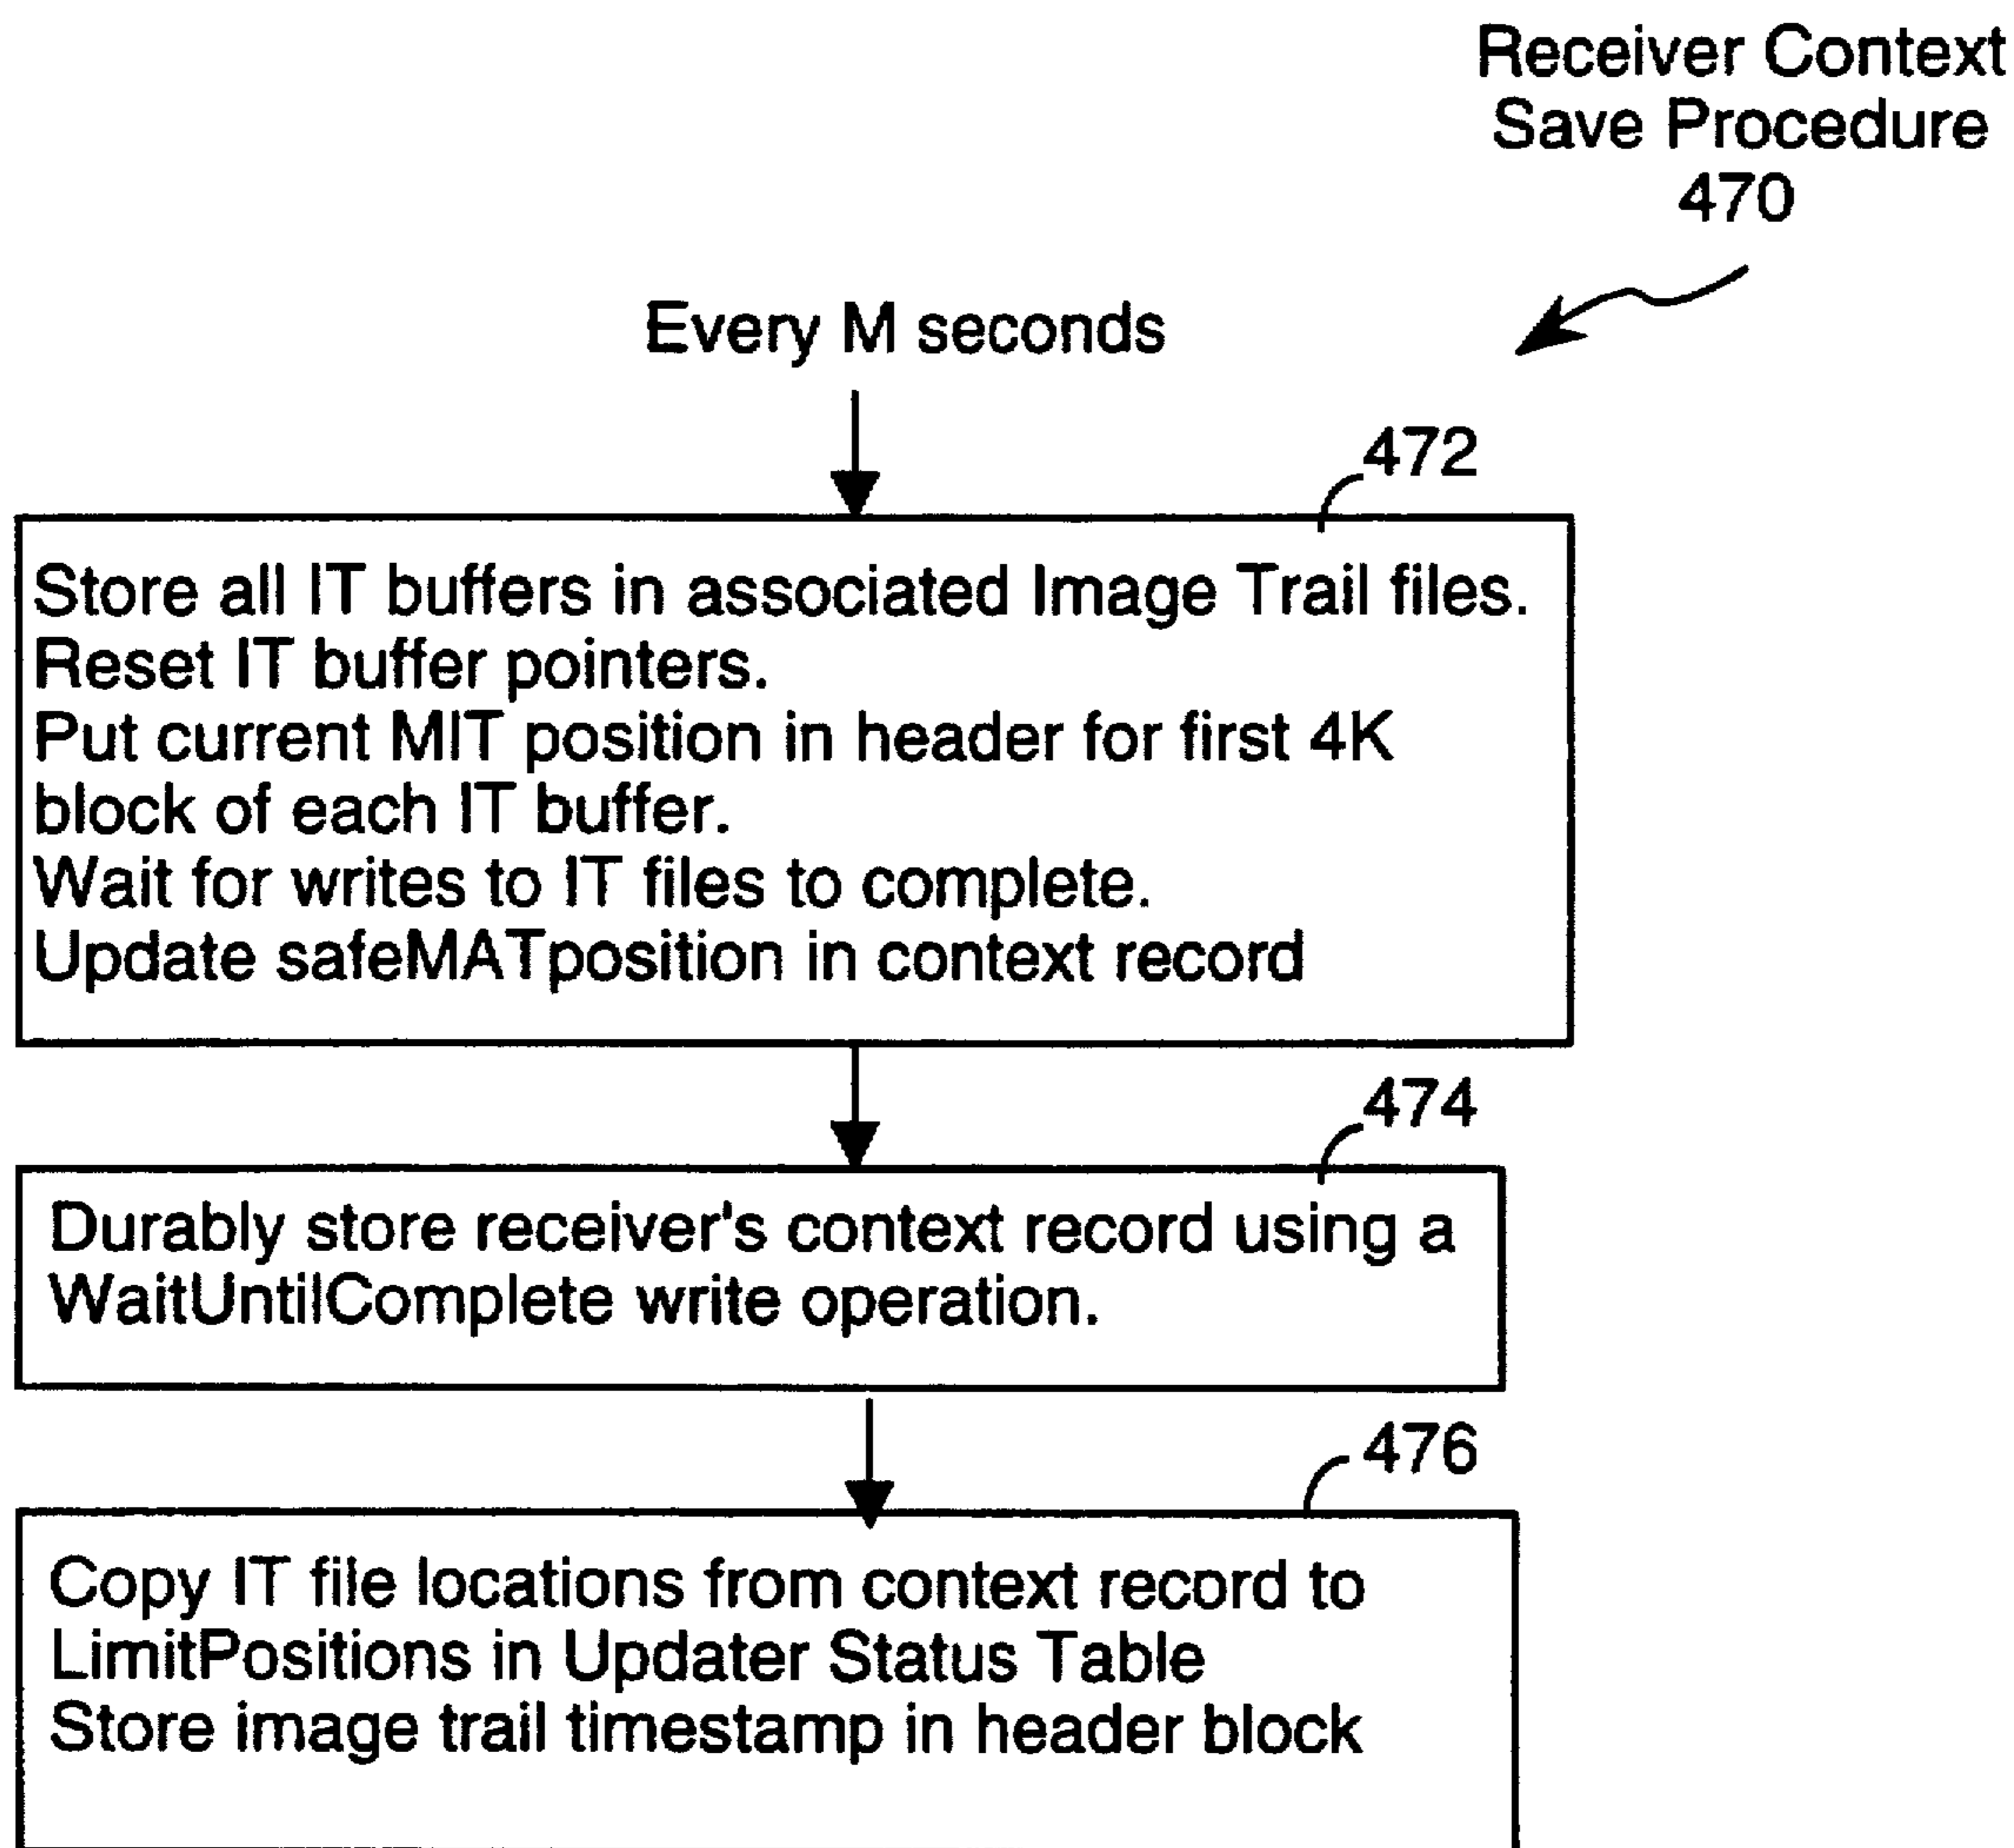 Receiver Context
Save Procedure
470
Every M seconds
472
Store all IT buffers in associated Image Trail files.
Reset IT buffer pointers.
Put current MIT position in header for first 4K
block of each IT buffer.
Wait for writes to IT files to complete.
Update safeMATposition in context record
474
Durably store receiver's context record using a
WaitUntilComplete write operation.
476
Copy IT file locations from context record to
LimitPositions in Updater Status Table
Store image trail timestamp in header block